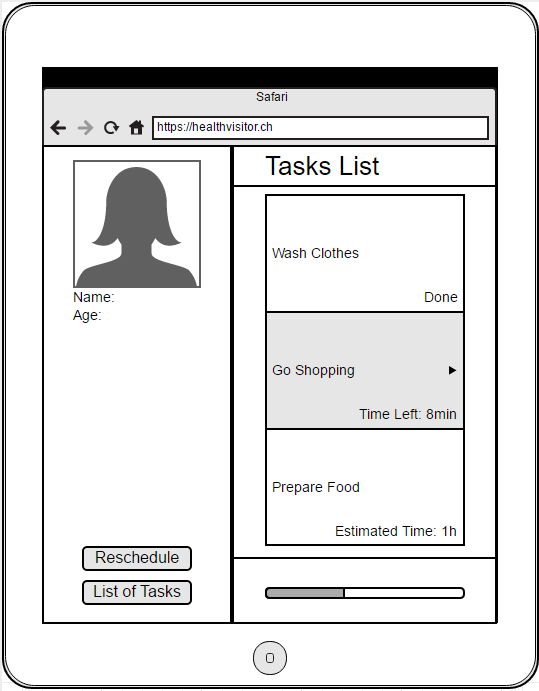 Safari
https://healthvisitor.ch
Name:
Age:
Reschedule
List of Tasks
Tasks List
Wash Clothes
Done
Go Shopping
Time Left: 8min
Prepare Food
Estimated Time: 1h